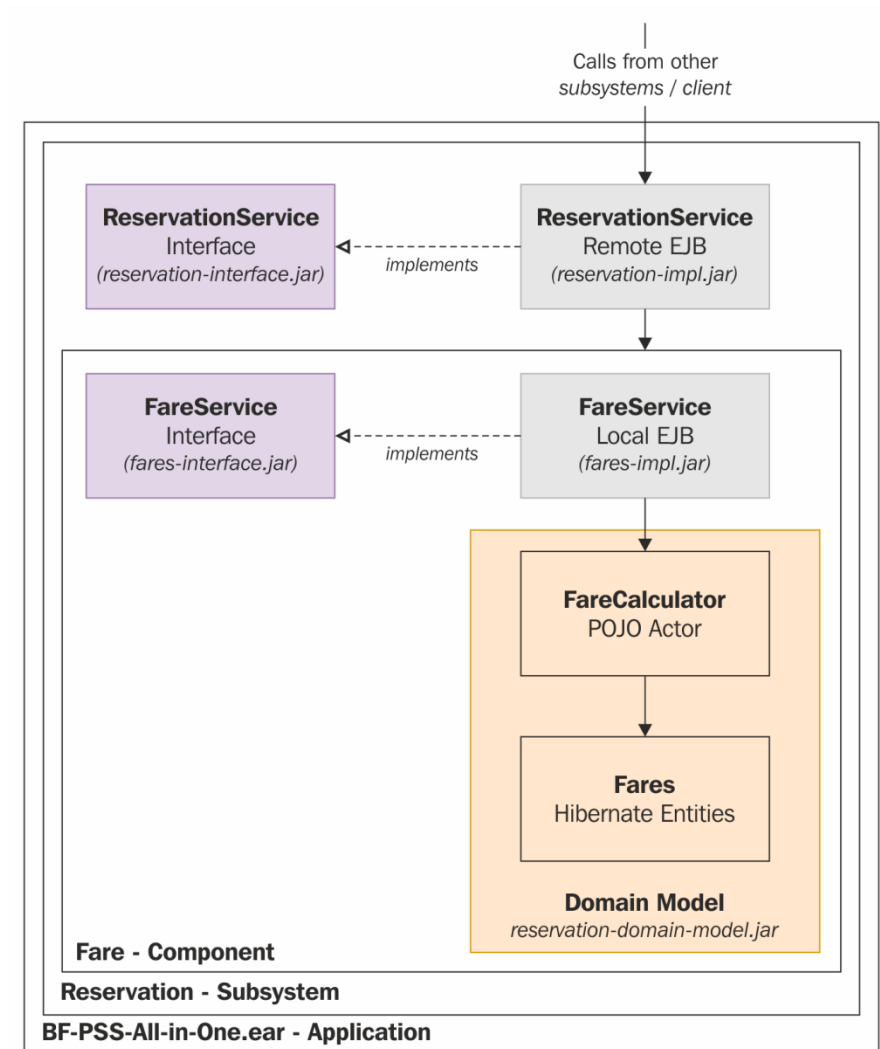 Calls from other
subsystems / client
ReservationService
Interface
(reservation-interface.jar)
implements
ReservationService
Remote EJB
(reservation-impl.jar)
FareService
Interface
(fares-interface.jar)
implements
FareService
Local EJB
(fares-impl.jar)
FareCalculator
POJO Actor
Fares
Hibernate Entities
Domain Model
reservation-domain-model.jar
Fare - Component
Reservation - Subsystem
BF-PSS-All-in-One.ear - Application